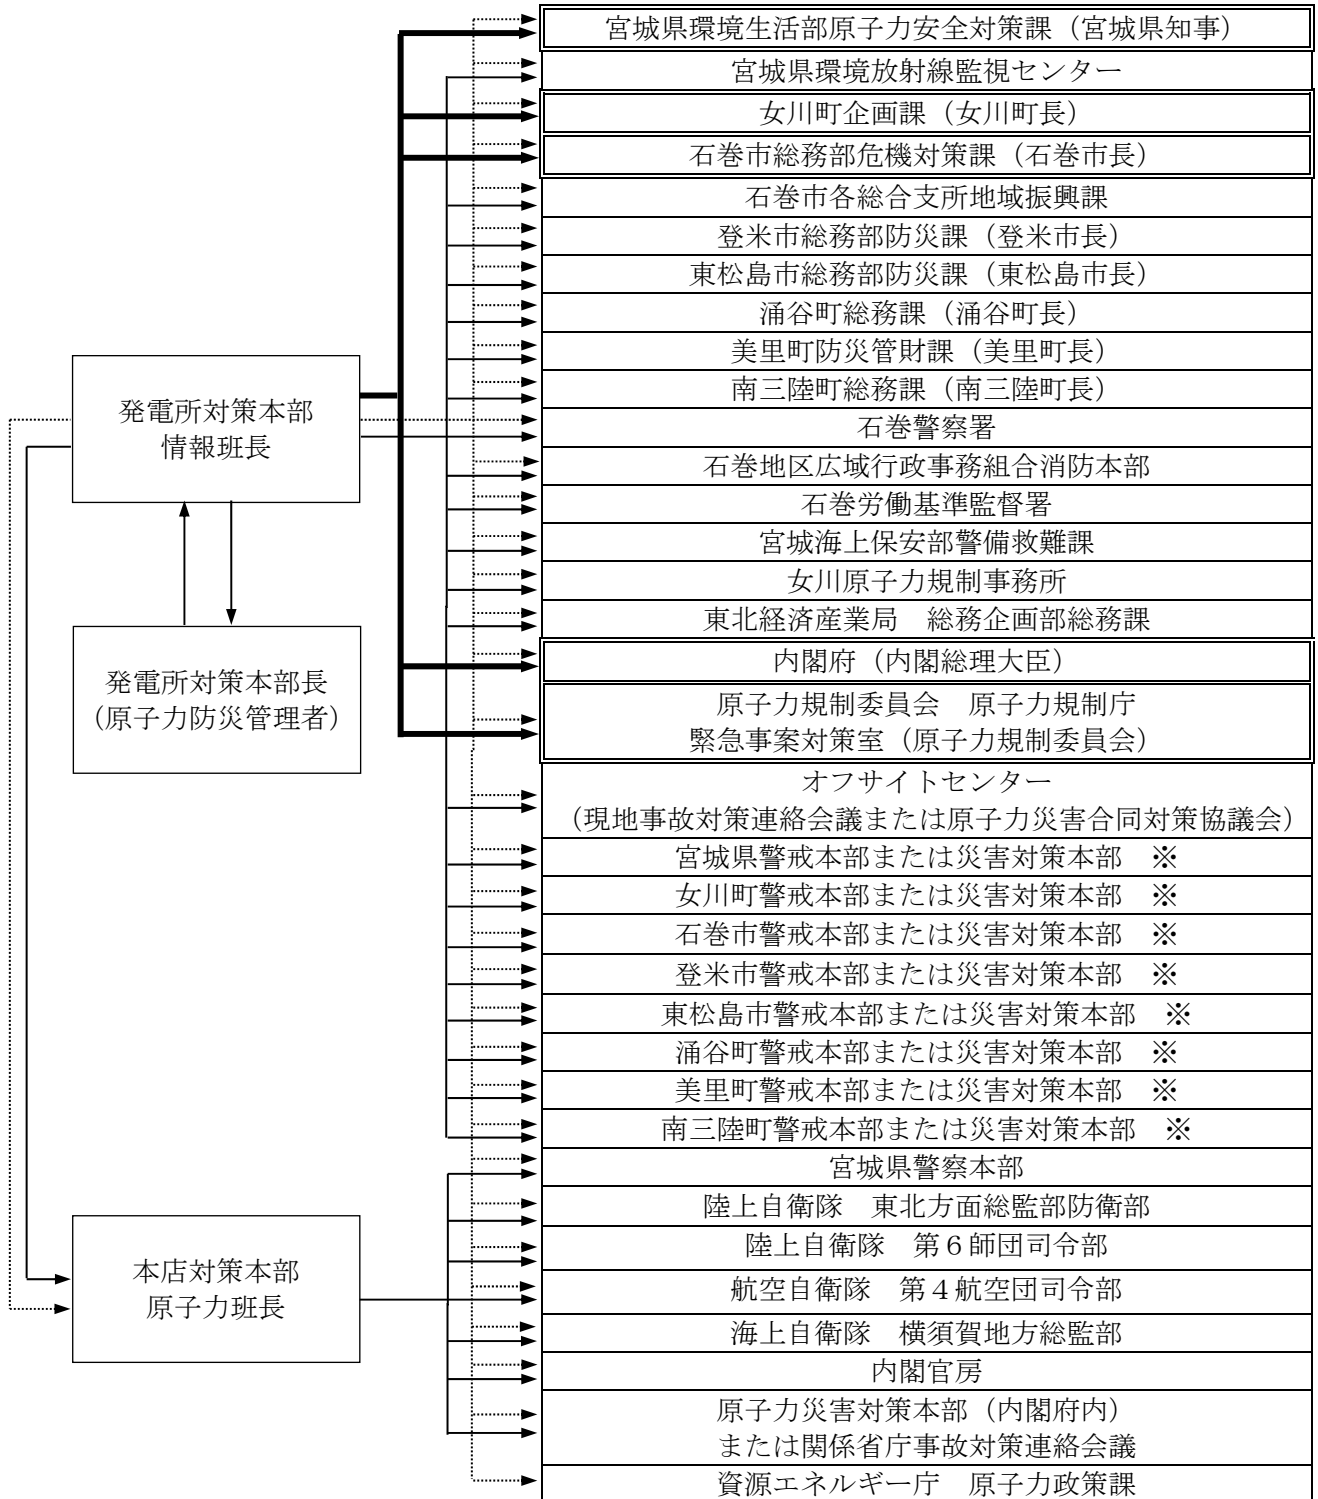 宮城県環境生活部原子力安全対策課（宮城県知事）
宮城県環境放射線監視センター
女川町企画課（女川町長）
石巻市総務部危機対策課（石巻市長）
石巻市各総合支所地域振興課
登米市総務部防災課（登米市長）
東松島市総務部防災課（東松島市長）
涌谷町総務課（涌谷町長）
美里町防災管財課（美里町長）
南三陸町総務課（南三陸町長）
石巻警察署
石巻地区広域行政事務組合消防本部
石巻労働基準監督署
宮城海上保安部警備救難課
女川原子力規制事務所
東北経済産業局　総務企画部総務課
内閣府（内閣総理大臣）
原子力規制委員会　原子力規制庁
緊急事案対策室（原子力規制委員会）
オフサイトセンター
（現地事故対策連絡会議または原子力災害合同対策協議会）
宮城県警戒本部または災害対策本部　※
女川町警戒本部または災害対策本部　※
石巻市警戒本部または災害対策本部　※
登米市警戒本部または災害対策本部　※
東松島市警戒本部または災害対策本部　※
涌谷町警戒本部または災害対策本部　※
美里町警戒本部または災害対策本部　※
南三陸町警戒本部または災害対策本部　※
宮城県警察本部
陸上自衛隊　東北方面総監部防衛部
陸上自衛隊　第６師団司令部
航空自衛隊　第４航空団司令部
海上自衛隊　横須賀地方総監部
内閣官房
原子力災害対策本部（内閣府内）
または関係省庁事故対策連絡会議
資源エネルギー庁　原子力政策課
発電所対策本部
情報班長
発電所対策本部長
（原子力防災管理者）
本店対策本部
原子力班長